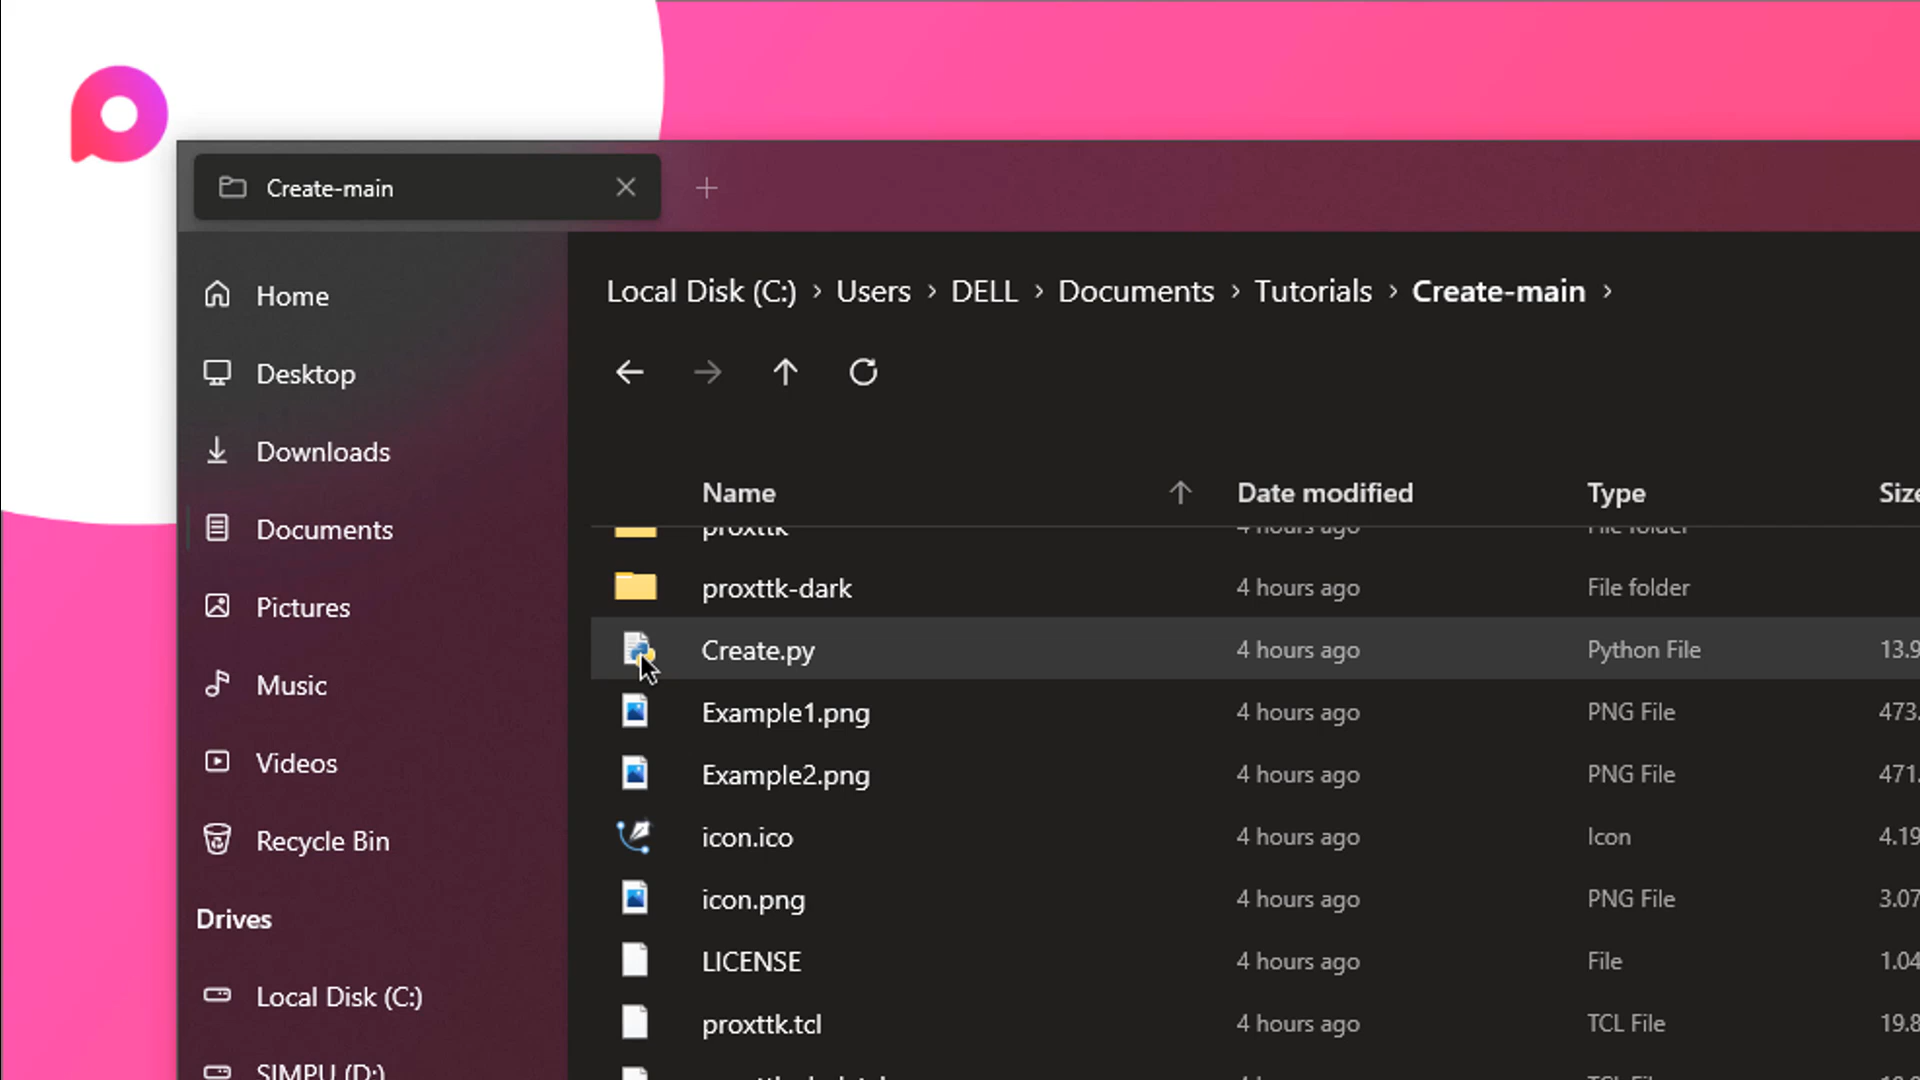 Create-main
Home
Desktop
Downloads
Documents
Pictures
Music
Videos
Recycle Bin
Drives
Local Disk (C:)
SIMPU (D:)
Local Disk (C:) › Users › DELL › Documents › Tutorials › Create-main ›
Name Date modified Type Size
proxttk 4 hours ago File folder
proxttk-dark 4 hours ago File folder
Create.py 4 hours ago Python File 13.9
Example1.png 4 hours ago PNG File 473.
Example2.png 4 hours ago PNG File 471.
icon.ico 4 hours ago Icon 4.19
icon.png 4 hours ago PNG File 3.07
LICENSE 4 hours ago File 1.04
proxttk.tcl 4 hours ago TCL File 19.8